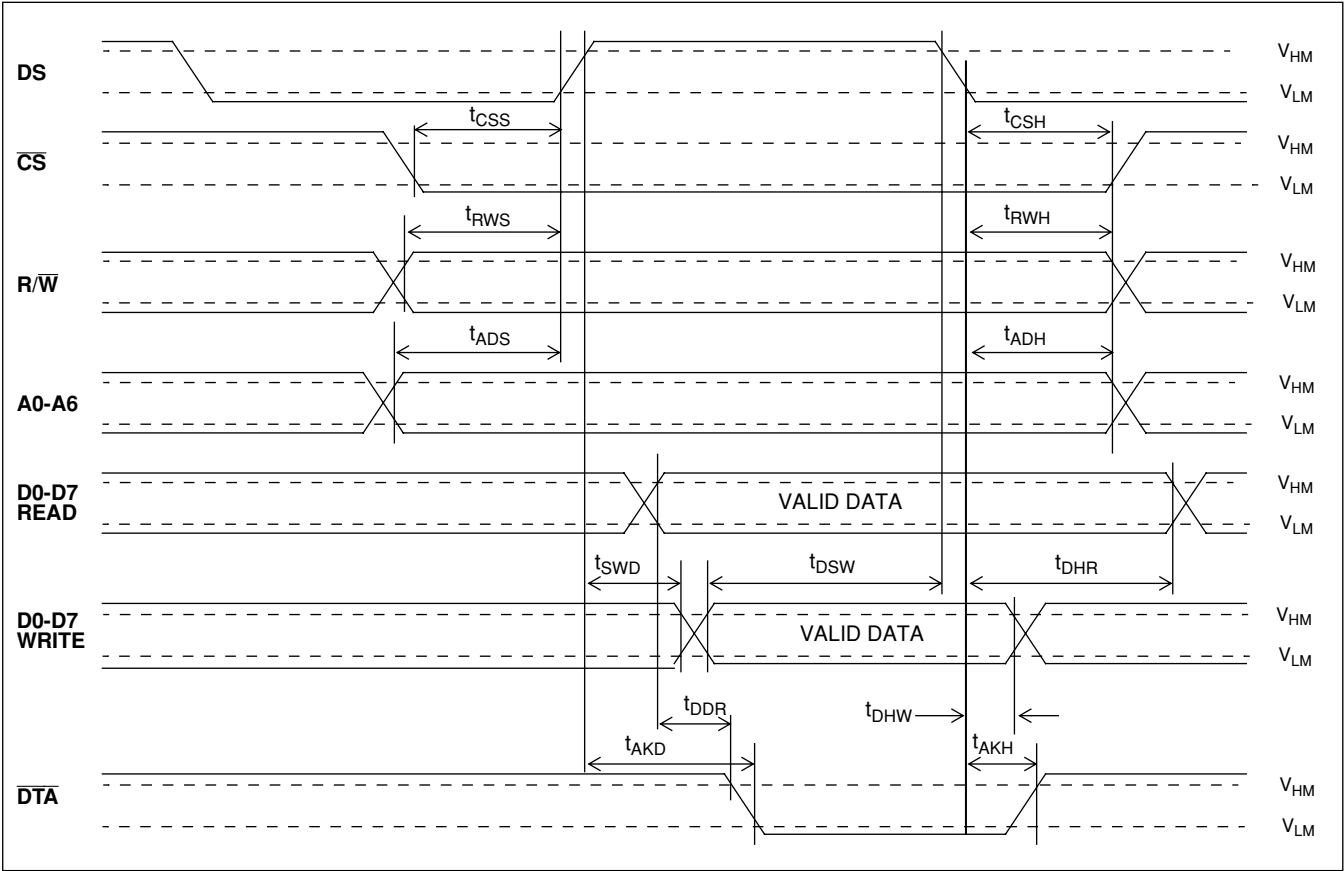 DS
V_HM
V_LM
t_CSS
t_CSH
C̅S̅
V_HM
V_LM
t_RWS
t_RWH
R/W̅
V_HM
V_LM
t_ADS
t_ADH
A0-A6
V_HM
V_LM
D0-D7
READ
VALID DATA
V_HM
V_LM
t_SWD
t_DSW
t_DHR
D0-D7
WRITE
VALID DATA
V_HM
V_LM
t_DDR
t_DHW
t_AKD
t_AKH
D̅T̅A̅
V_HM
V_LM